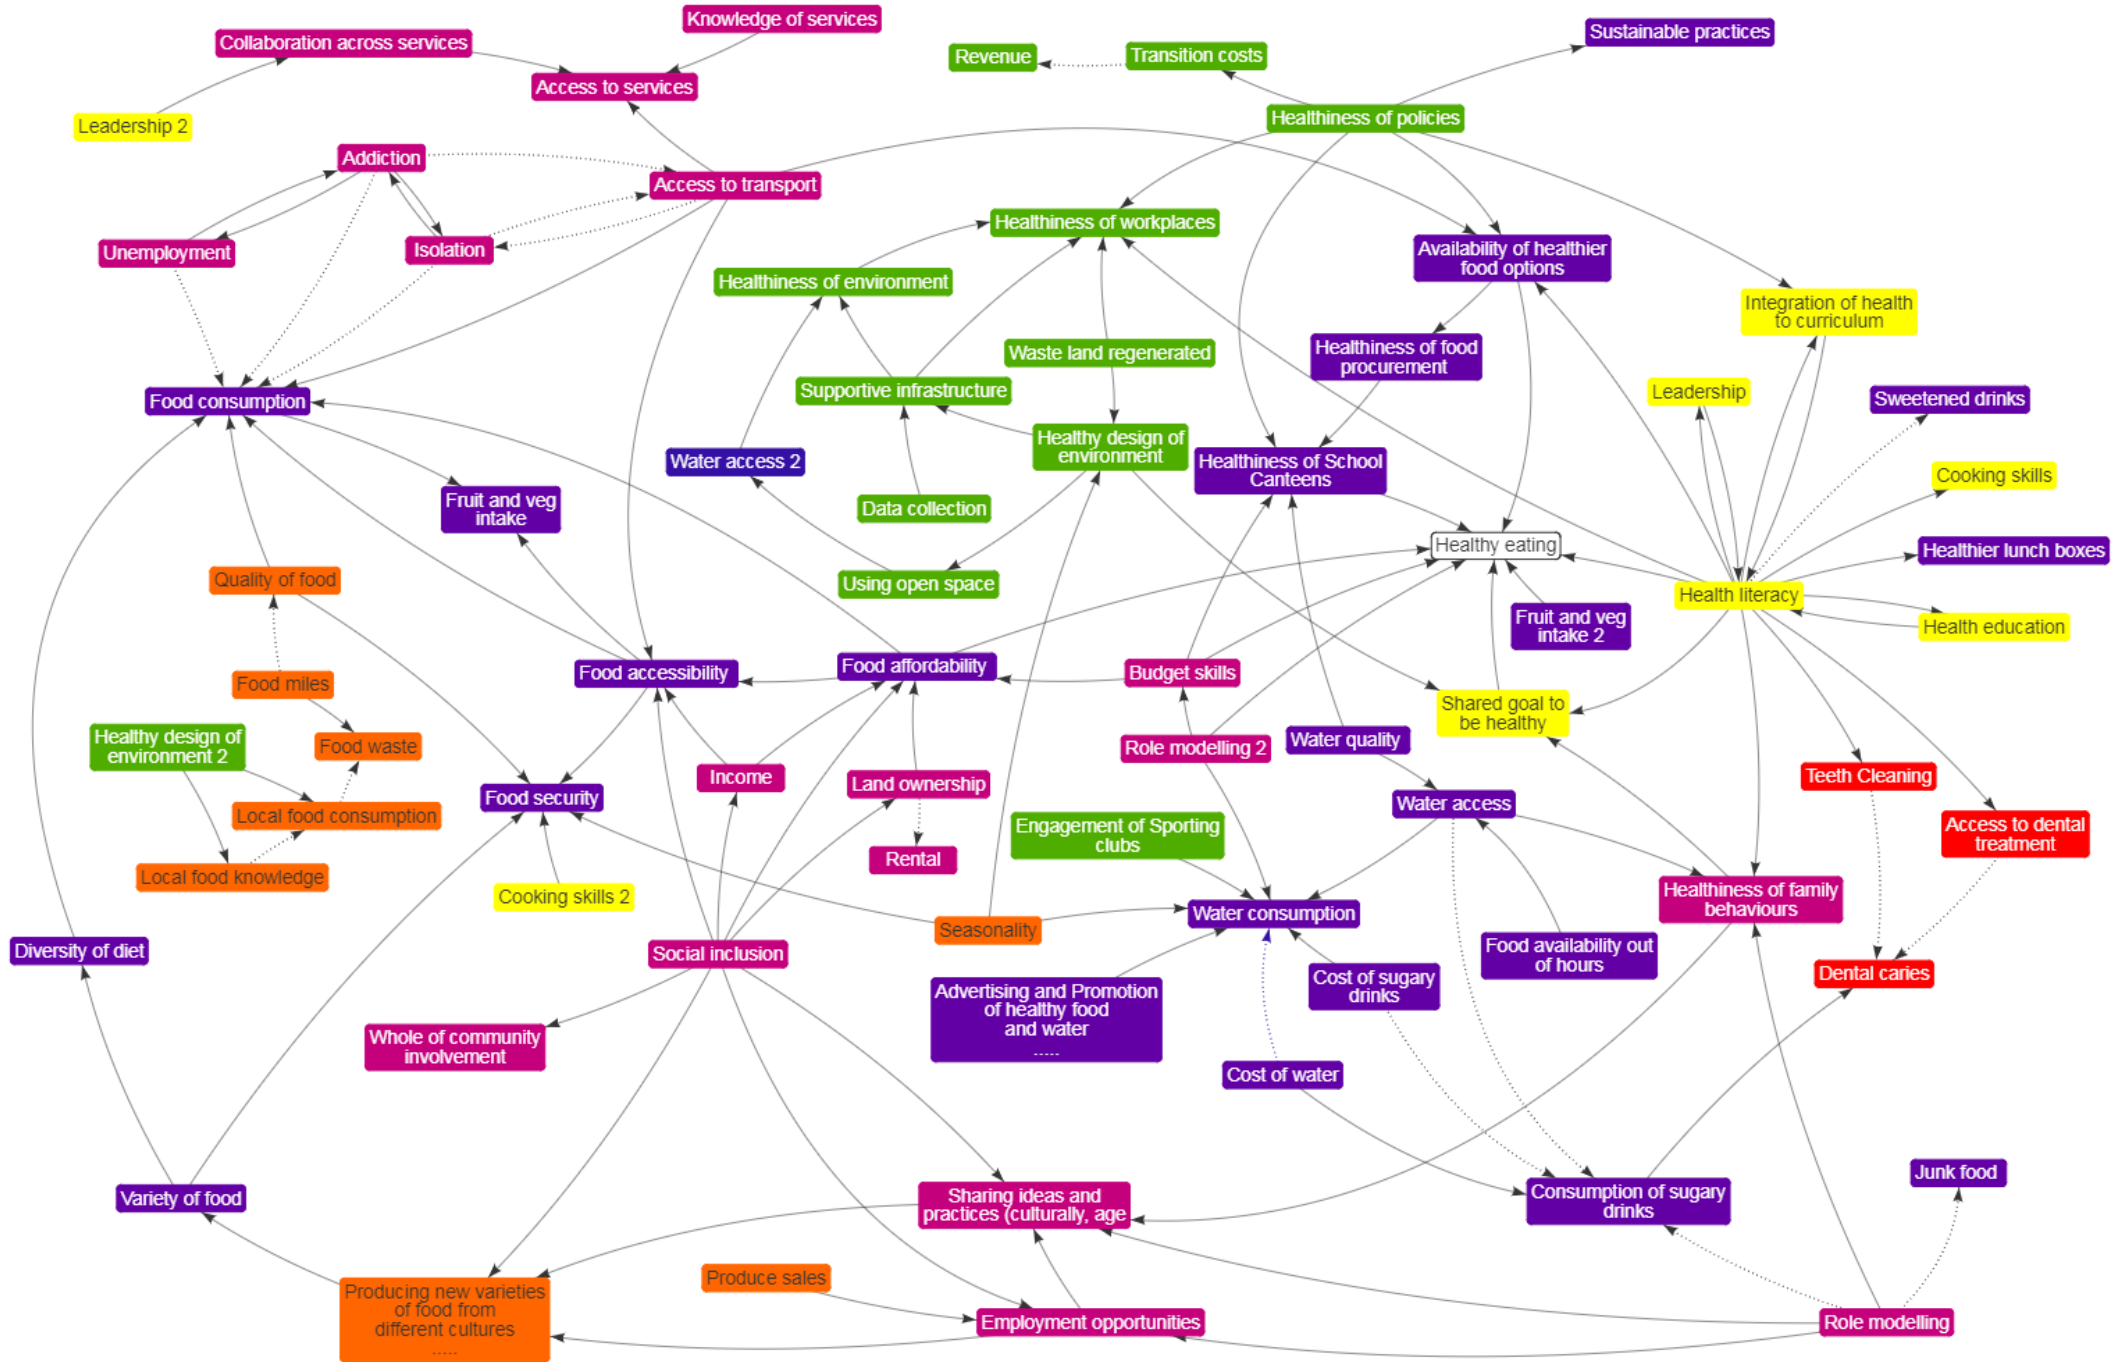 Knowledge of services
Sustainable practices
Collaboration across services
Revenue
Transition costs
Access to services
Healthiness of policies
Leadership 2
Addiction
Access to transport
Healthiness of workplaces
Unemployment
Isolation
Availability of healthier
food options
Healthiness of environment
Integration of health
to curriculum
Waste land regenerated
Healthiness of food
procurement
Supportive infrastructure
Leadership
Sweetened drinks
Food consumption
Healthy design of
environment
Water access 2
Healthiness of School
Canteens
Cooking skills
Fruit and veg
intake
Data collection
Healthy eating
Healthier lunch boxes
Quality of food
Using open space
Health literacy
Fruit and veg
intake 2
Health education
Food accessibility
Food affordability
Budget skills
Food miles
Shared goal to
be healthy
Healthy design of
environment 2
Food waste
Role modelling 2
Water quality
Income
Land ownership
Teeth Cleaning
Food security
Water access
Local food consumption
Engagement of Sporting
clubs
Access to dental
treatment
Rental
Local food knowledge
Cooking skills 2
Healthiness of family
behaviours
Water consumption
Seasonality
Diversity of diet
Social inclusion
Food availability out
of hours
Dental caries
Cost of sugary
drinks
Advertising and Promotion
of healthy food
and water
.....
Whole of community
involvement
Cost of water
Junk food
Variety of food
Sharing ideas and
practices (culturally, age
Consumption of sugary
drinks
Produce sales
Producing new varieties
of food from
different cultures
.....
Employment opportunities
Role modelling